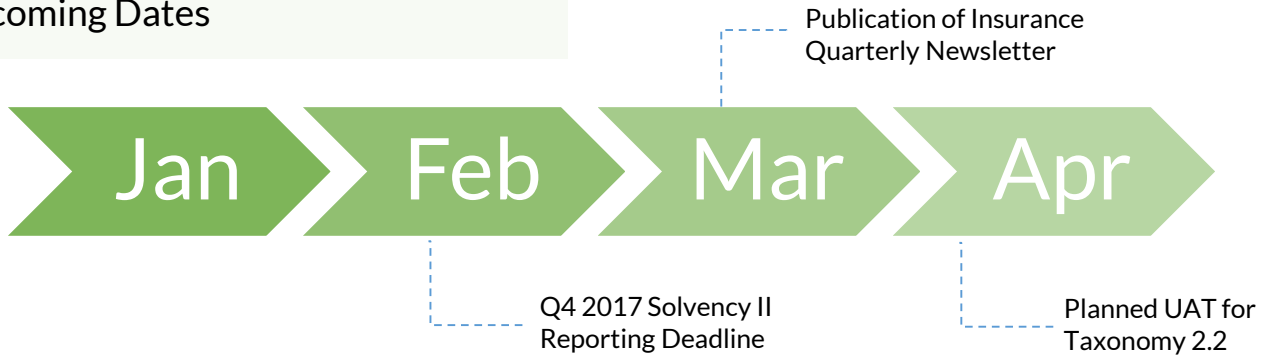 coming Dates
Publication of Insurance
Quarterly Newsletter
Jan
Feb
Mar
Apr
Q4 2017 Solvency II
Reporting Deadline
Planned UAT for
Taxonomy 2.2